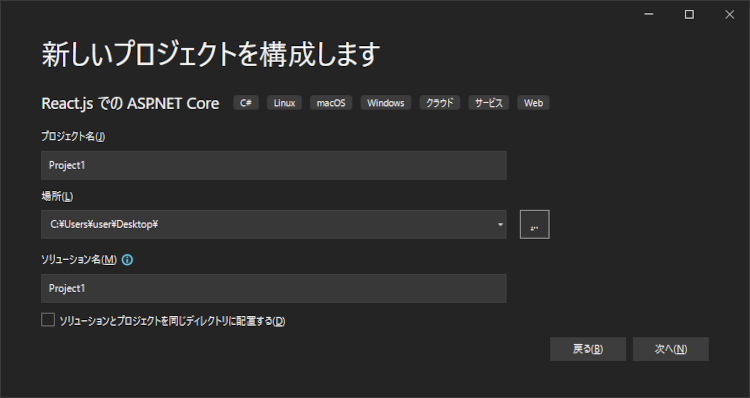 新しいプロジェクトを構成します
React.js での ASP.NET Core C# Linux macOS Windows クラウド サービス Web
プロジェクト名(J)
Project1
場所(L)
C:¥Users¥user¥Desktop¥
...
ソリューション名(M)
Project1
ソリューションとプロジェクトを同じディレクトリに配置する(D)
戻る(B) 次へ(N)